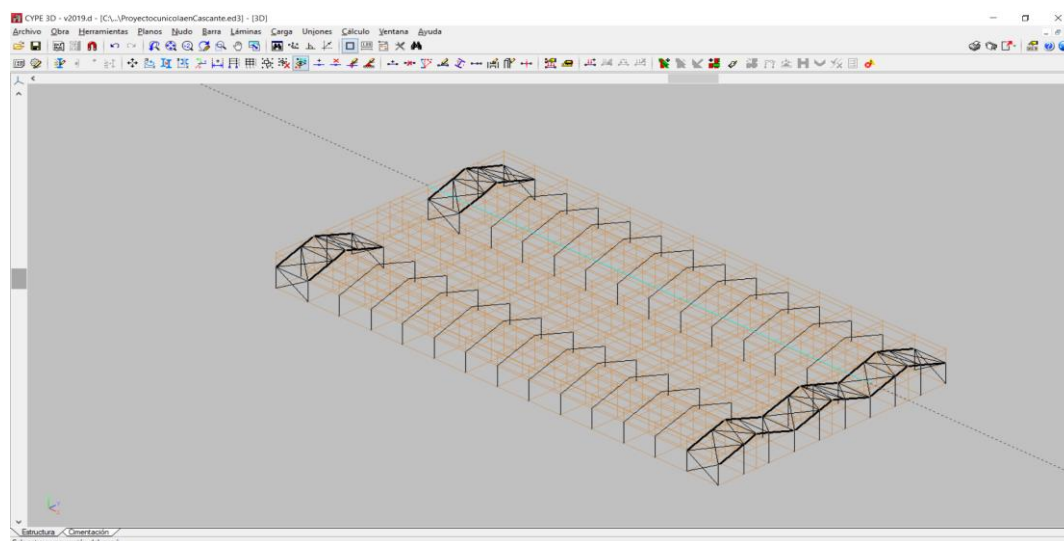 CYPE 3D - v2019.d - [C:\...\ProyectocunicolaenCascante.ed3] - [3D]
Archivo Obra Herramientas Planos Nudo Barra Láminas Carga Uniones Cálculo Ventana Ayuda
Estructura Cimentación